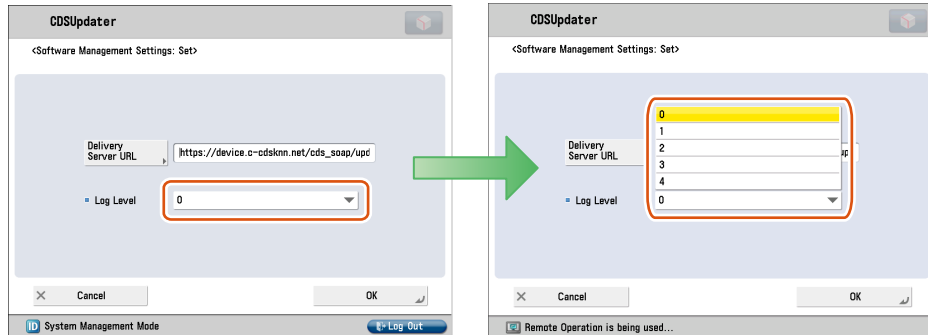 CDSUpdater
<Software Management Settings: Set>
Delivery
Server URL
https://device.c-cdsknn.net/cds_soap/upd
Log Level
0
Cancel
OK
ID System Management Mode
Log Out
CDSUpdater
<Software Management Settings: Set>
0
1
2
3
4
Delivery
Server URL
up
Log Level
0
Cancel
OK
Remote Operation is being used...